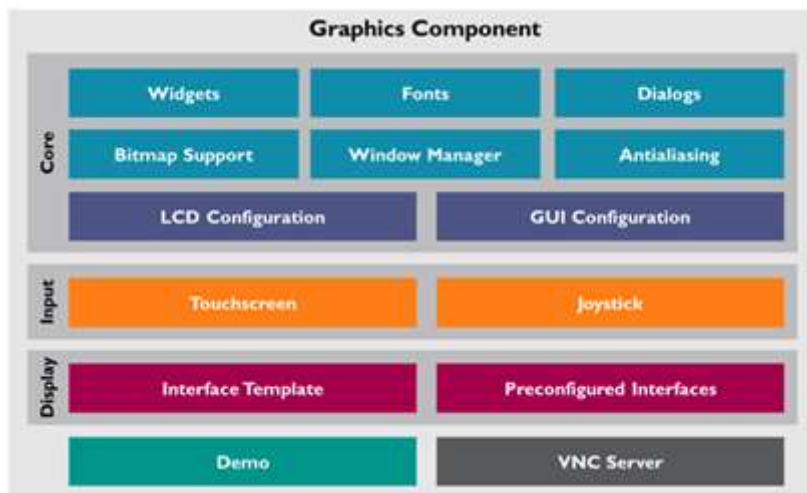 Graphics Component
Core
Widgets
Fonts
Dialogs
Bitmap Support
Window Manager
Antialiasing
LCD Configuration
GUI Configuration
Input
Touchscreen
Joystick
Display
Interface Template
Preconfigured Interfaces
Demo
VNC Server